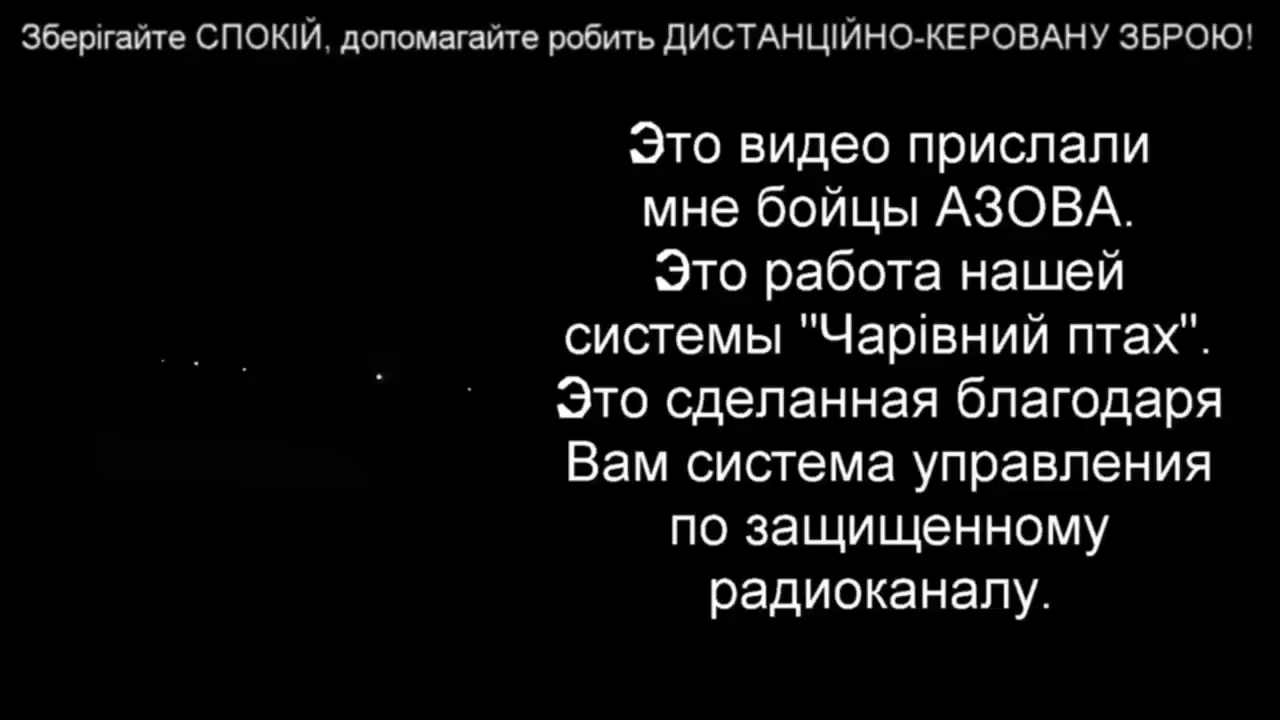 Зберігайте СПОКІЙ, допомагайте робить ДИСТАНЦІЙНО-КЕРОВАНУ ЗБРОЮ!
Это видео прислали
мне бойцы АЗОВА.
Это работа нашей
системы "Чарівний птах".
Это сделанная благодаря
Вам система управления
по защищенному
радиоканалу.